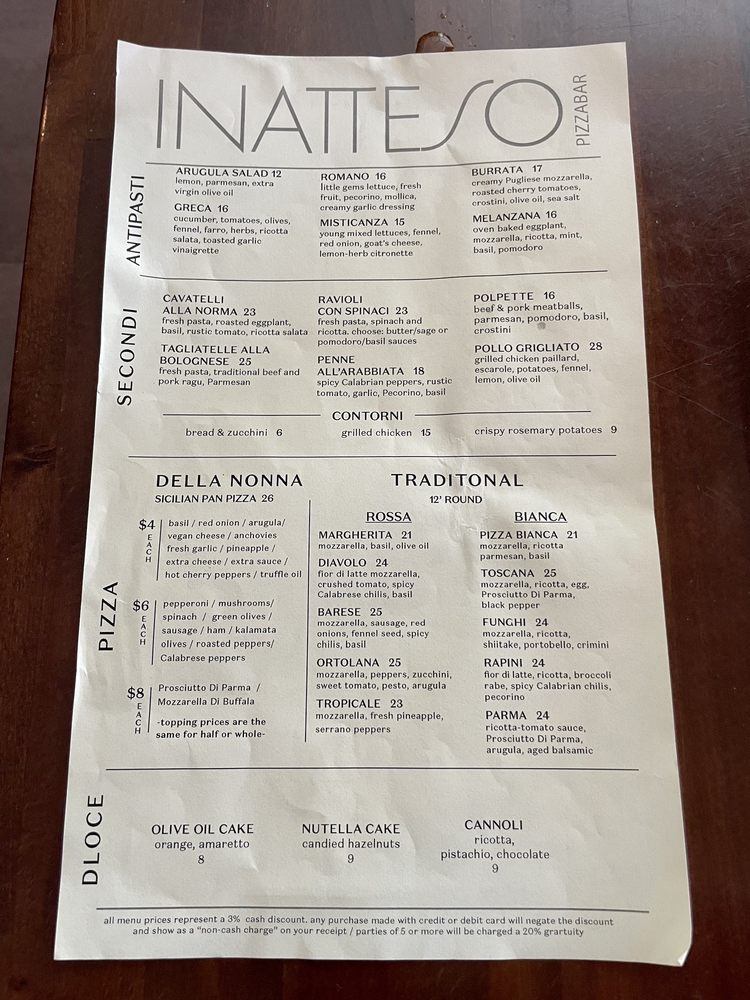 INATTESO
PIZZABAR
ANTIPASTI
ARUGULA SALAD 12
lemon, parmesan, extra
virgin olive oil
GRECA 16
cucumber, tomatoes, olives,
fennel, farro, herbs, ricotta
salata, toasted garlic
vinaigrette
ROMANO 16
little gems lettuce, fresh
fruit, pecorino, mollica,
creamy garlic dressing
MISTICANZA 15
young mixed lettuces, fennel,
red onion, goat's cheese,
lemon-herb citronette
BURRATA 17
creamy Pugliese mozzarella,
roasted cherry tomatoes,
crostini, olive oil, sea salt
MELANZANA 16
oven baked eggplant,
mozzarella, ricotta, mint,
basil, pomodoro
SECONDI
CAVATELLI
ALLA NORMA 23
fresh pasta, roasted eggplant,
basil, rustic tomato, ricotta salata
TAGLIATELLE ALLA
BOLOGNESE 25
fresh pasta, traditional beef and
pork ragu, Parmesan
RAVIOLI
CON SPINACI 23
fresh pasta, spinach and
ricotta. choose: butter/sage or
pomodoro/basil sauces
PENNE
ALL'ARABBIATA 18
spicy Calabrian peppers, rustic
tomato, garlic, Pecorino, basil
POLPETTE 16
beef & pork meatballs,
parmesan, pomodoro, basil,
crostini
POLLO GRIGLIATO 28
grilled chicken paillard,
escarole, potatoes, fennel,
lemon, olive oil
CONTORNI
bread & zucchini 6
grilled chicken 15
crispy rosemary potatoes 9
PIZZA
DELLA NONNA
SICILIAN PAN PIZZA 26
$4 EACH
basil / red onion / arugula/
vegan cheese / anchovies
fresh garlic / pineapple /
extra cheese / extra sauce /
hot cherry peppers / truffle oil
$6 EACH
pepperoni / mushrooms/
spinach / green olives /
sausage / ham / kalamata
olives / roasted peppers/
Calabrese peppers
$8 EACH
Prosciutto Di Parma /
Mozzarella Di Buffala
-topping prices are the
same for half or whole-
TRADITONAL
12' ROUND
ROSSA
MARGHERITA 21
mozzarella, basil, olive oil
DIAVOLO 24
fior di latte mozzarella,
crushed tomato, spicy
Calabrese chilis, basil
BARESE 25
mozzarella, sausage, red
onions, fennel seed, spicy
chilis, basil
ORTOLANA 25
mozzarella, peppers, zucchini,
sweet tomato, pesto, arugula
TROPICALE 23
mozzarella, fresh pineapple,
serrano peppers
BIANCA
PIZZA BIANCA 21
mozzarella, ricotta
parmesan, basil
TOSCANA 25
mozzarella, ricotta, egg,
Prosciutto Di Parma,
black pepper
FUNGHI 24
mozzarella, ricotta,
shiitake, portobello, crimini
RAPINI 24
fior di latte, ricotta, broccoli
rabe, spicy Calabrian chilis,
pecorino
PARMA 24
ricotta-tomato sauce,
Prosciutto Di Parma,
arugula, aged balsamic
DLOCE
OLIVE OIL CAKE
orange, amaretto
8
NUTELLA CAKE
candied hazelnuts
9
CANNOLI
ricotta,
pistachio, chocolate
9
all menu prices represent a 3% cash discount. any purchase made with credit or debit card will negate the discount
and show as a "non-cash charge" on your receipt / parties of 5 or more will be charged a 20% grartuity